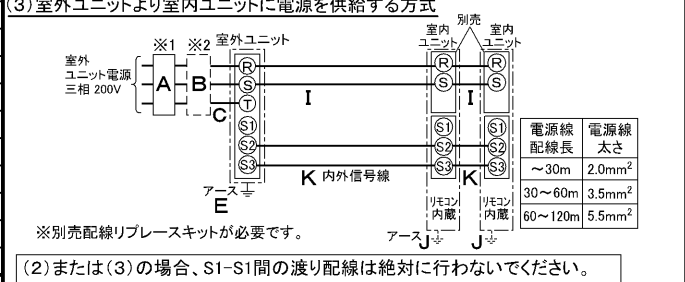 (3)室外ユニットより室内ユニットに電源を供給する方式
※1 ※2 室外ユニット
室内ユニット 別売 室内ユニット
室外
ユニット電源
三相 200V
A B C
R S T S1 S2 S3
I
R S S1 S2 S3
I
R S S1 S2 S3
K 内外信号線
K
アース
E
リモコン内蔵
リモコン内蔵
アース J J
電源線配線長 電源線太さ
～30m 2.0mm²
30～60m 3.5mm²
60～120m 5.5mm²
※別売配線リプレースキットが必要です。
(2)または(3)の場合、S1-S1間の渡り配線は絶対に行わないでください。